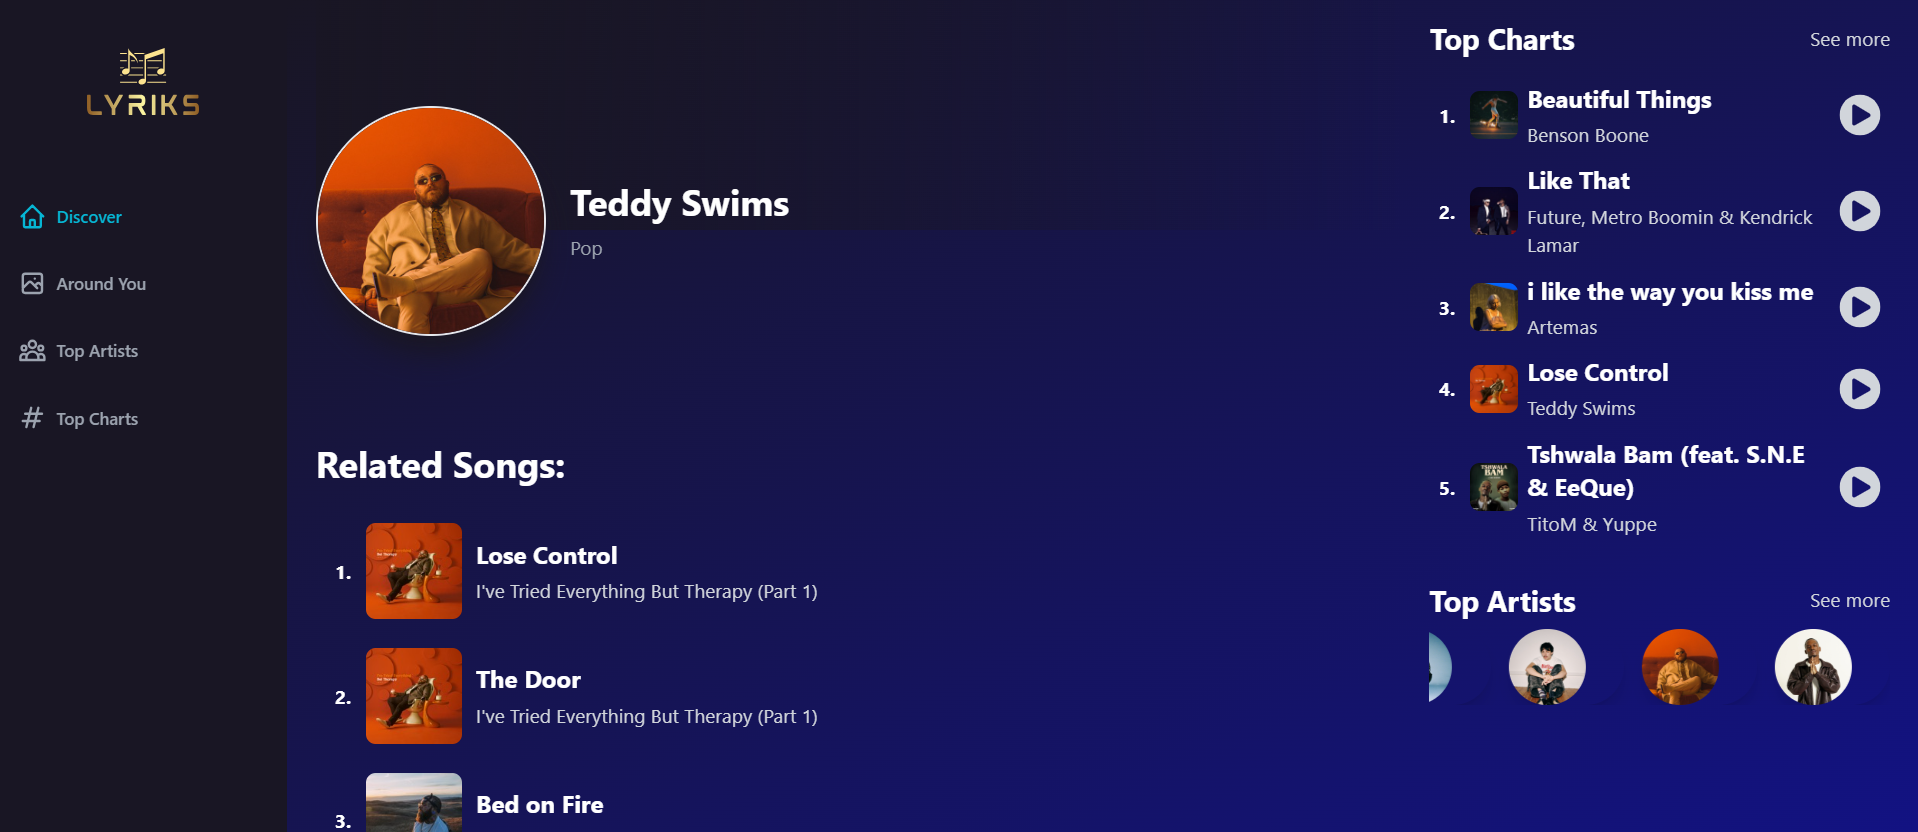 LYRIKS
Discover
Around You
Top Artists
Top Charts
Teddy Swims
Pop
Related Songs:
1.
Lose Control
I've Tried Everything But Therapy (Part 1)
2.
The Door
I've Tried Everything But Therapy (Part 1)
3.
Bed on Fire
Top Charts
See more
1.
Beautiful Things
Benson Boone
2.
Like That
Future, Metro Boomin & Kendrick
Lamar
3.
i like the way you kiss me
Artemas
4.
Lose Control
Teddy Swims
5.
TSHWALA
BAM
Tshwala Bam (feat. S.N.E
& EeQue)
TitoM & Yuppe
Top Artists
See more